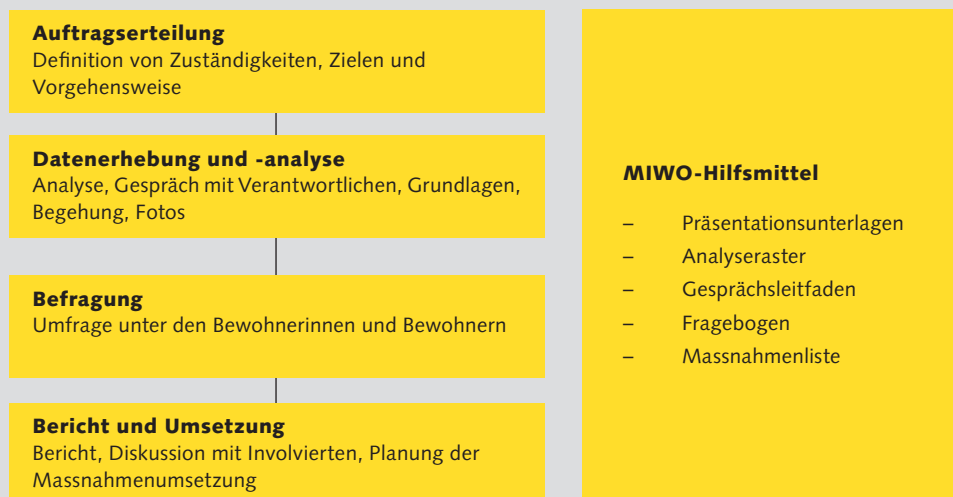 Auftragserteilung
Definition von Zuständigkeiten, Zielen und
Vorgehensweise
Datenerhebung und -analyse
Analyse, Gespräch mit Verantwortlichen, Grundlagen,
Begehung, Fotos
Befragung
Umfrage unter den Bewohnerinnen und Bewohnern
Bericht und Umsetzung
Bericht, Diskussion mit Involvierten, Planung der
Massnahmenumsetzung
MIWO-Hilfsmittel
– Präsentationsunterlagen
– Analyseraster
– Gesprächsleitfaden
– Fragebogen
– Massnahmenliste